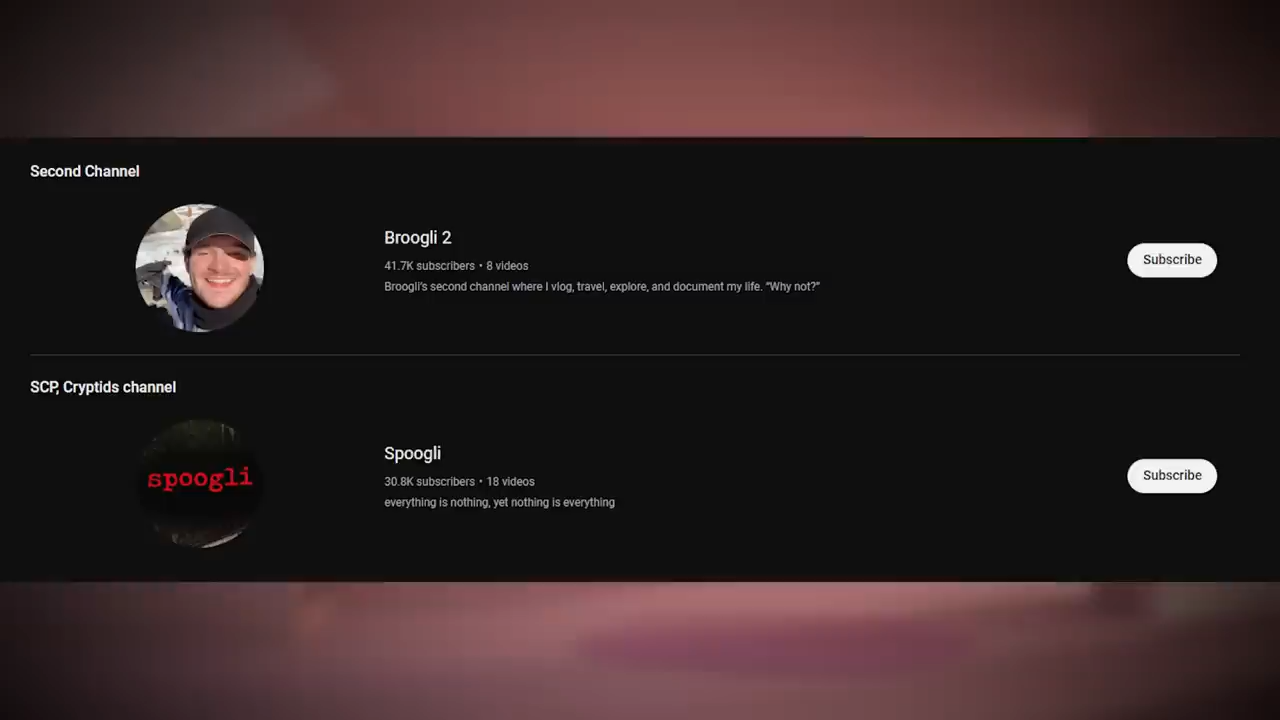 Second Channel
Broogli 2
41.7K subscribers • 8 videos
Broogli's second channel where I vlog, travel, explore, and document my life. "Why not?"
Subscribe
SCP, Cryptids channel
spoogli
Spoogli
30.8K subscribers • 18 videos
everything is nothing, yet nothing is everything
Subscribe